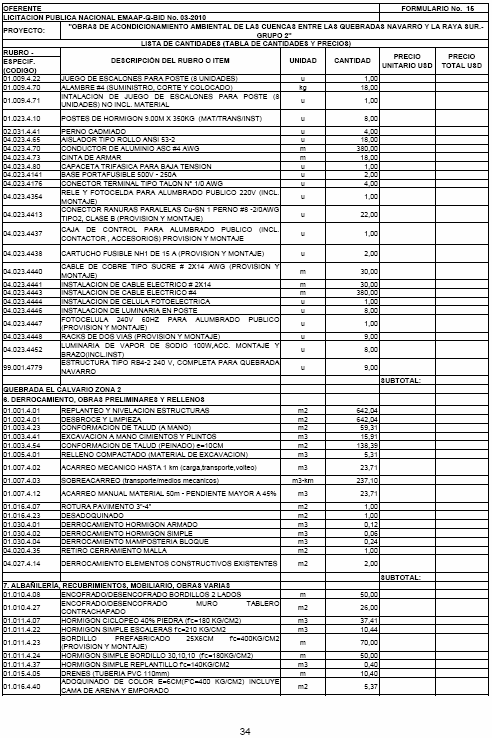 OFERENTE FORMULARIO No. 15
LICITACION PUBLICA NACIONAL EMAAP-Q-BID No. 03-2010
PROYECTO: "OBRAS DE ACONDICIONAMIENTO AMBIENTAL DE LAS CUENCAS ENTRE LAS QUEBRADAS NAVARRO Y LA RAYA SUR.-
GRUPO 2"
LISTA DE CANTIDADES (TABLA DE CANTIDADES Y PRECIOS)
RUBRO - ESPECIF. (CODIGO) DESCRIPCIÓN DEL RUBRO O ITEM UNIDAD CANTIDAD PRECIO UNITARIO USD PRECIO TOTAL USD
01.009.4.22 JUEGO DE ESCALONES PARA POSTE (8 UNIDADES) u 1,00
01.009.4.70 ALAMBRE #4 (SUMINISTRO, CORTE Y COLOCADO) kg 18,00
01.009.4.71 INTALACION DE JUEGO DE ESCALONES PARA POSTE (8
UNIDADES) NO INCL. MATERIAL u 1,00
01.023.4.10 POSTES DE HORMIGON 9.00M X 350KG (MAT/TRANS/INST) u 8,00
02.031.4.41 PERNO CADMIADO u 4,00
04.023.4.65 AISLADOR TIPO ROLLO ANSI 53-2 u 18,00
04.023.4.70 CONDUCTOR DE ALUMINIO ASC #4 AWG m 380,00
04.023.4.73 CINTA DE ARMAR m 18,00
04.023.4.80 CAPACETA TRIFASICA PARA BAJA TENSION u 1,00
04.023.4141 BASE PORTAFUSIBLE 500V - 250A u 2,00
04.023.4176 CONECTOR TERMINAL TIPO TALON N° 1/0 AWG u 4,00
04.023.4354 RELE Y FOTOCELDA PARA ALUMBRADO PUBLICO 220V (INCL.
MONTAJE) u 1,00
04.023.4413 CONECTOR RANURAS PARALELAS Cu-SN 1 PERNO #8 -2/0AWG
TIPO2, CLASE B (PROVISION Y MONTAJE) u 22,00
04.023.4437 CAJA DE CONTROL PARA ALUMBRADO PUBLICO (INCL.
CONTACTOR , ACCESORIOS) PROVISION Y MONTAJE u 1,00
04.023.4438 CARTUCHO FUSIBLE NH1 DE 15 A (PROVISION Y MONTAJE) u 2,00
04.023.4440 CABLE DE COBRE TIPO SUCRE # 2X14 AWG (PROVISION Y
MONTAJE) m 30,00
04.023.4441 INSTALACION DE CABLE ELECTRICO # 2X14 m 30,00
04.023.4443 INSTALACION DE CABLE ELECTRICO #4 m 380,00
04.023.4444 INSTALACION DE CELULA FOTOELECTRICA u 1,00
04.023.4446 INSTALACION DE LUMINARIA EN POSTE u 8,00
04.023.4447 FOTOCELULA 240V 60HZ PARA ALUMBRADO PUBLICO
(PROVISION Y MONTAJE) u 1,00
04.023.4448 RACKS DE DOS VIAS (PROVISION Y MONTAJE) u 9,00
04.023.4452 LUMINARIA DE VAPOR DE SODIO 100W,ACC. MONTAJE Y
BRAZO(INCL.INST) u 8,00
99.001.4779 ESTRUCTURA TIPO RB4-2 240 V, COMPLETA PARA QUEBRADA
NAVARRO u 9,00
SUBTOTAL:
QUEBRADA EL CALVARIO ZONA 2
6. DERROCAMIENTO, OBRAS PRELIMINARES Y RELLENOS
01.001.4.01 REPLANTEO Y NIVELACION ESTRUCTURAS m2 642,04
01.002.4.01 DESBROCE Y LIMPIEZA m2 642,04
01.003.4.23 CONFORMACION DE TALUD (A MANO) m2 59,31
01.003.4.41 EXCAVACION A MANO CIMIENTOS Y PLINTOS m3 15,91
01.003.4.54 CONFORMACION DE TALUD (PEINADO) e=10CM m2 138,39
01.005.4.01 RELLENO COMPACTADO (MATERIAL DE EXCAVACION) m3 5,31
01.007.4.02 ACARREO MECANICO HASTA 1 km (carga,transporte,volteo) m3 23,71
01.007.4.03 SOBREACARREO (transporte/medios mecanicos) m3-km 237,10
01.007.4.12 ACARREO MANUAL MATERIAL 50m - PENDIENTE MAYOR A 45% m3 23,71
01.016.4.07 ROTURA PAVIMENTO 3"-4" m2 1,00
01.016.4.23 DESADOQUINADO m2 1,00
01.030.4.01 DERROCAMIENTO HORMIGON ARMADO m3 0,12
01.030.4.02 DERROCAMIENTO HORMIGON SIMPLE m3 0,06
01.030.4.04 DERROCAMIENTO MAMPOSTERIA BLOQUE m3 0,24
04.020.4.35 RETIRO CERRAMIENTO MALLA m2 1,00
04.027.4.14 DERROCAMIENTO ELEMENTOS CONSTRUCTIVOS EXISTENTES m2 2,00
SUBTOTAL:
7. ALBAÑILERÍA, RECUBRIMIENTOS, MOBILIARIO, OBRAS VARIAS
01.010.4.08 ENCOFRADO/DESENCOFRADO BORDILLOS 2 LADOS m 50,00
01.010.4.27 ENCOFRADO/DESENCOFRADO MURO TABLERO
CONTRACHAPADO m2 26,00
01.011.4.07 HORMIGON CICLOPEO 40% PIEDRA (f'c=180 KG/CM2) m3 37,41
01.011.4.22 HORMIGON SIMPLE ESCALERAS f'c=210 KG/CM2 m3 10,44
01.011.4.23 BORDILLO PREFABRICADO 25X6CM f'c=400KG/CM2
(PROVISION Y MONTAJE) m 70,00
01.011.4.24 HORMIGON SIMPLE BORDILLO 30,10,10 (f'c=180KG/CM2) m 50,00
01.011.4.37 HORMIGON SIMPLE REPLANTILLO f'c=140KG/CM2 m3 0,40
01.015.4.05 DRENES (TUBERIA PVC 110mm) m 10,40
01.016.4.40 ADOQUINADO DE COLOR E=6CM(F'C=400 KG/CM2) INCLUYE
CAMA DE ARENA Y EMPORADO m2 5,37
34